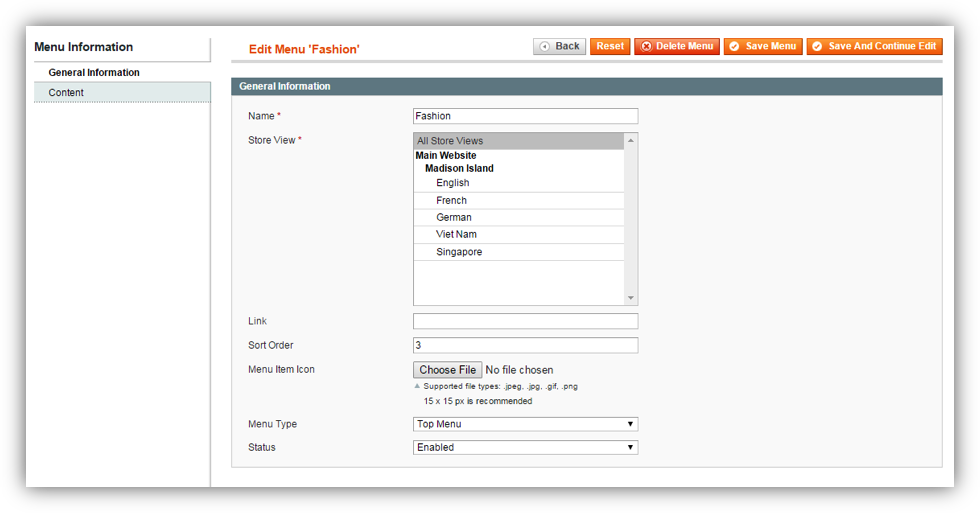 Menu Information
General Information
Content
Edit Menu 'Fashion'
Back Reset Delete Menu Save Menu Save And Continue Edit
General Information
Name * Fashion
Store View * All Store Views
Main Website
Madison Island
English
French
German
Viet Nam
Singapore
Link
Sort Order 3
Menu Item Icon Choose File No file chosen
Supported file types: .jpeg, .jpg, .gif, .png
15 x 15 px is recommended
Menu Type Top Menu
Status Enabled